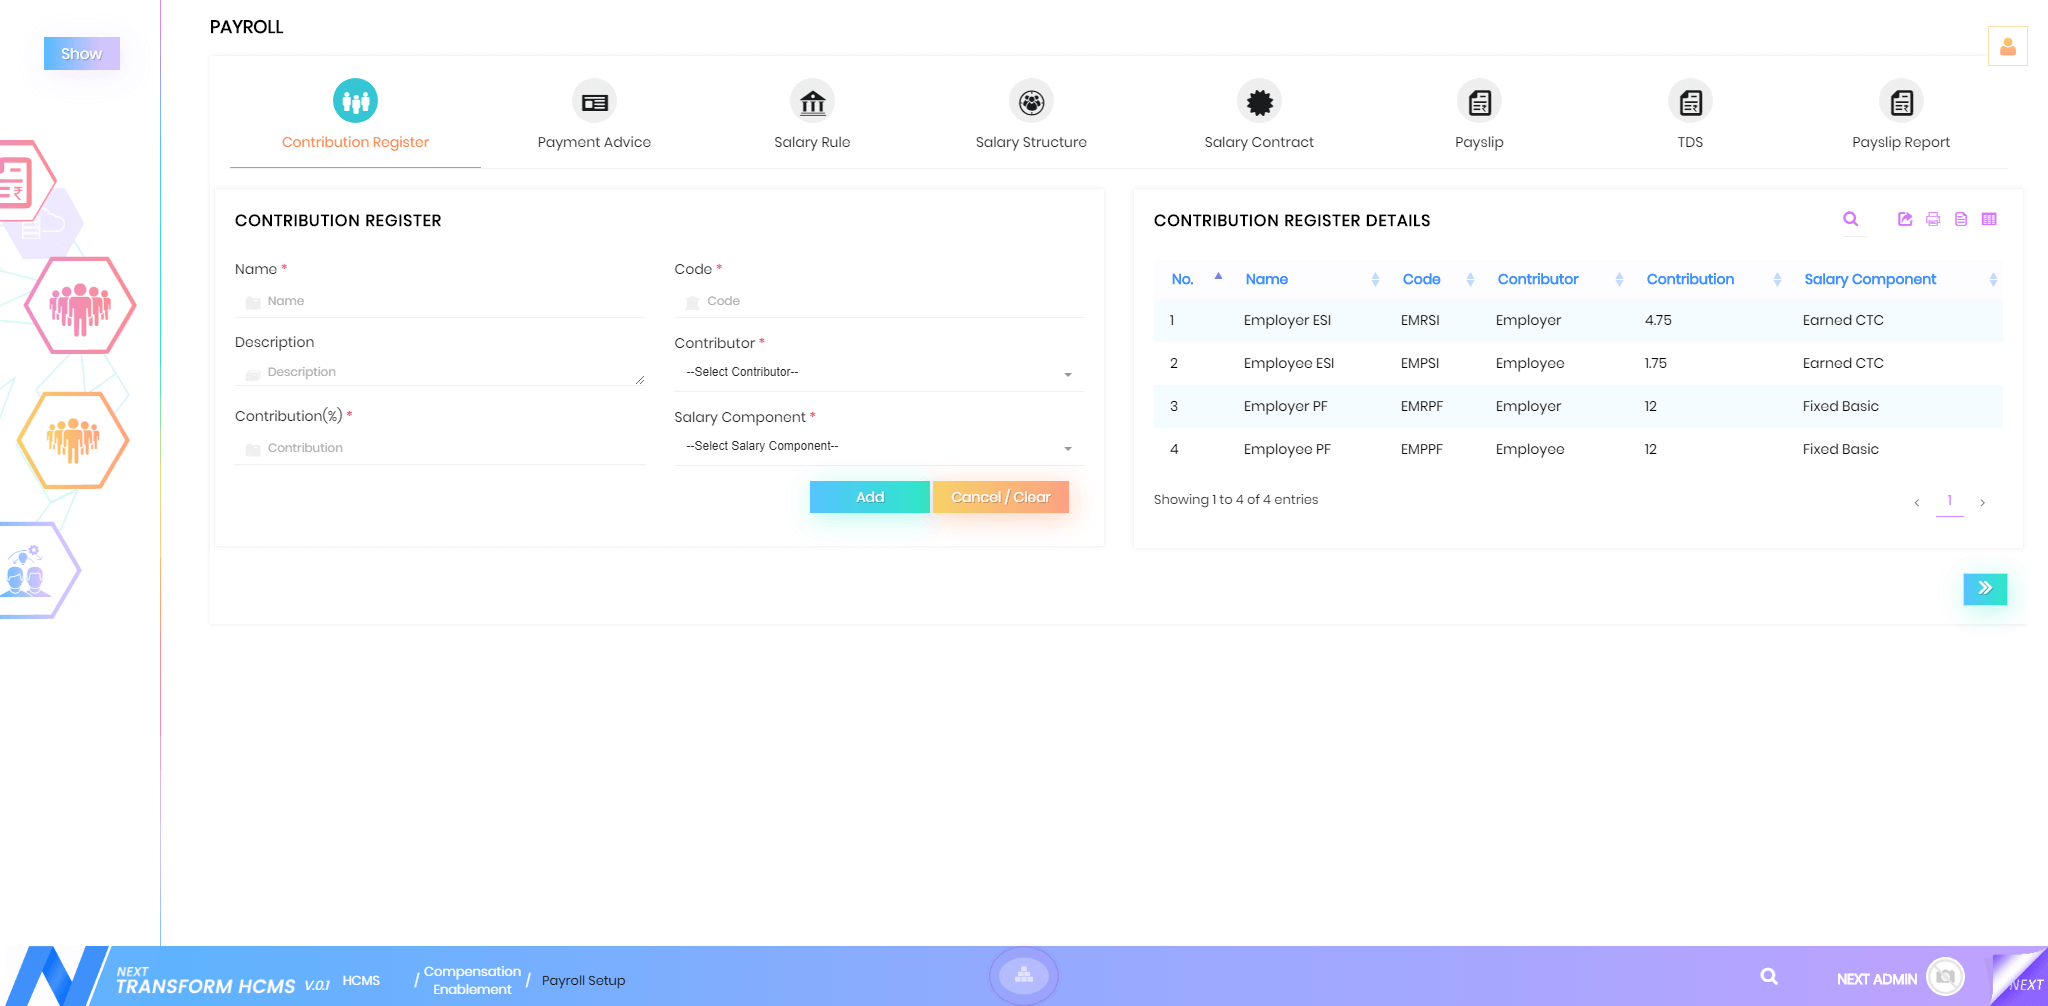 PAYROLL
Show
Contribution Register
Payment Advice
Salary Rule
Salary Structure
Salary Contract
Payslip
TDS
Payslip Report
CONTRIBUTION REGISTER
Name *
Name
Code *
Code
Description
Description
Contributor *
--Select Contributor--
Contribution(%) *
Contribution
Salary Component *
--Select Salary Component--
Add
Cancel / Clear
CONTRIBUTION REGISTER DETAILS
No. Name Code Contributor Contribution Salary Component
1 Employer ESI EMRSI Employer 4.75 Earned CTC
2 Employee ESI EMPSI Employee 1.75 Earned CTC
3 Employer PF EMRPF Employer 12 Fixed Basic
4 Employee PF EMPPF Employee 12 Fixed Basic
Showing 1 to 4 of 4 entries
‹ 1 ›
»
NEXT
TRANSFORM HCMS V.0.1
HCMS
/ Compensation
Enablement
/ Payroll Setup
NEXT ADMIN
NEXT